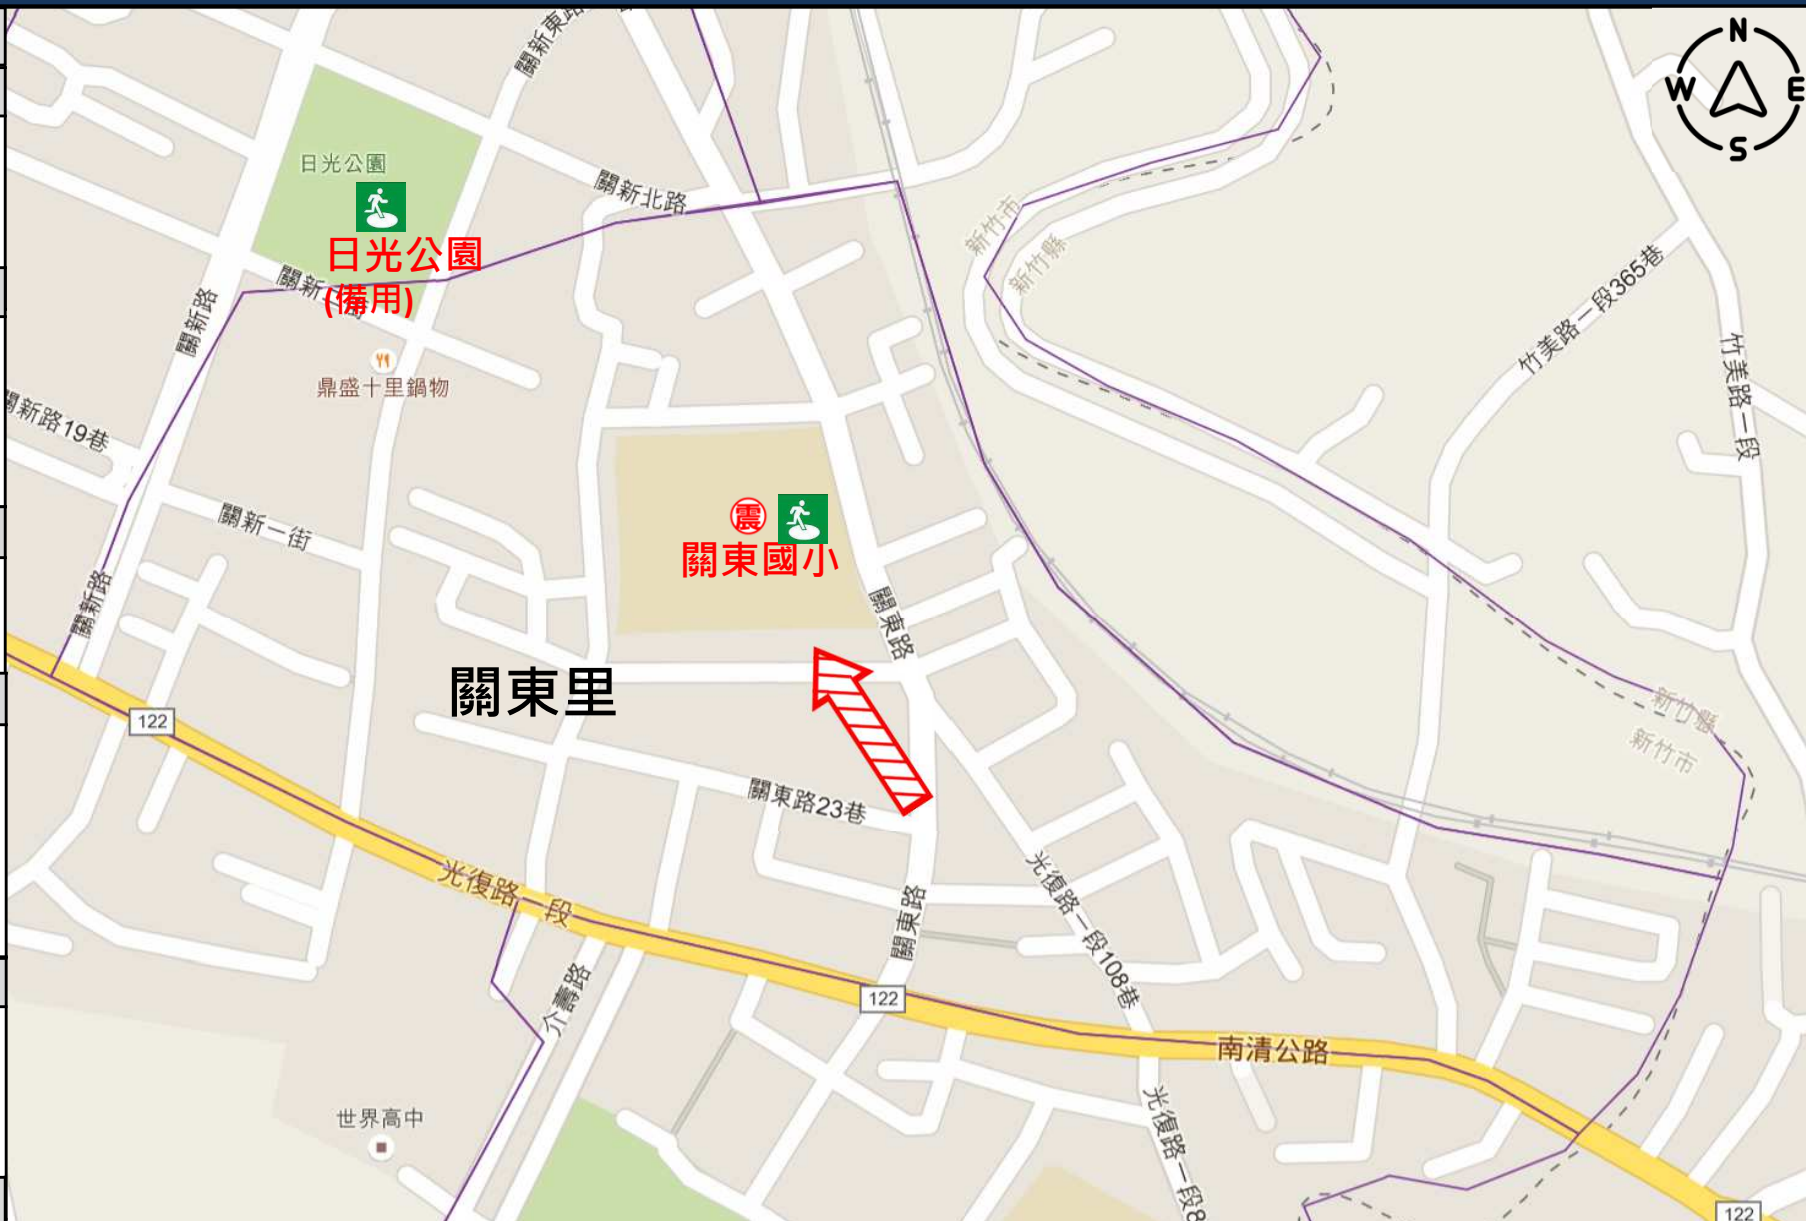 N
W
E
S
關新東路
日光公園
關新北路
日光公園
(備用)
關新路
鼎盛十里鍋物
關新路19巷
關新一街
關新路
新竹市
新竹縣
竹美路一段365巷
竹美路一段
震
關東國小
關東路
關東里
122
新竹縣
新竹市
關東路23巷
光復路一段
關東路
光復路一段108巷
122
介壽路
南清公路
世界高中
光復路一段8
122